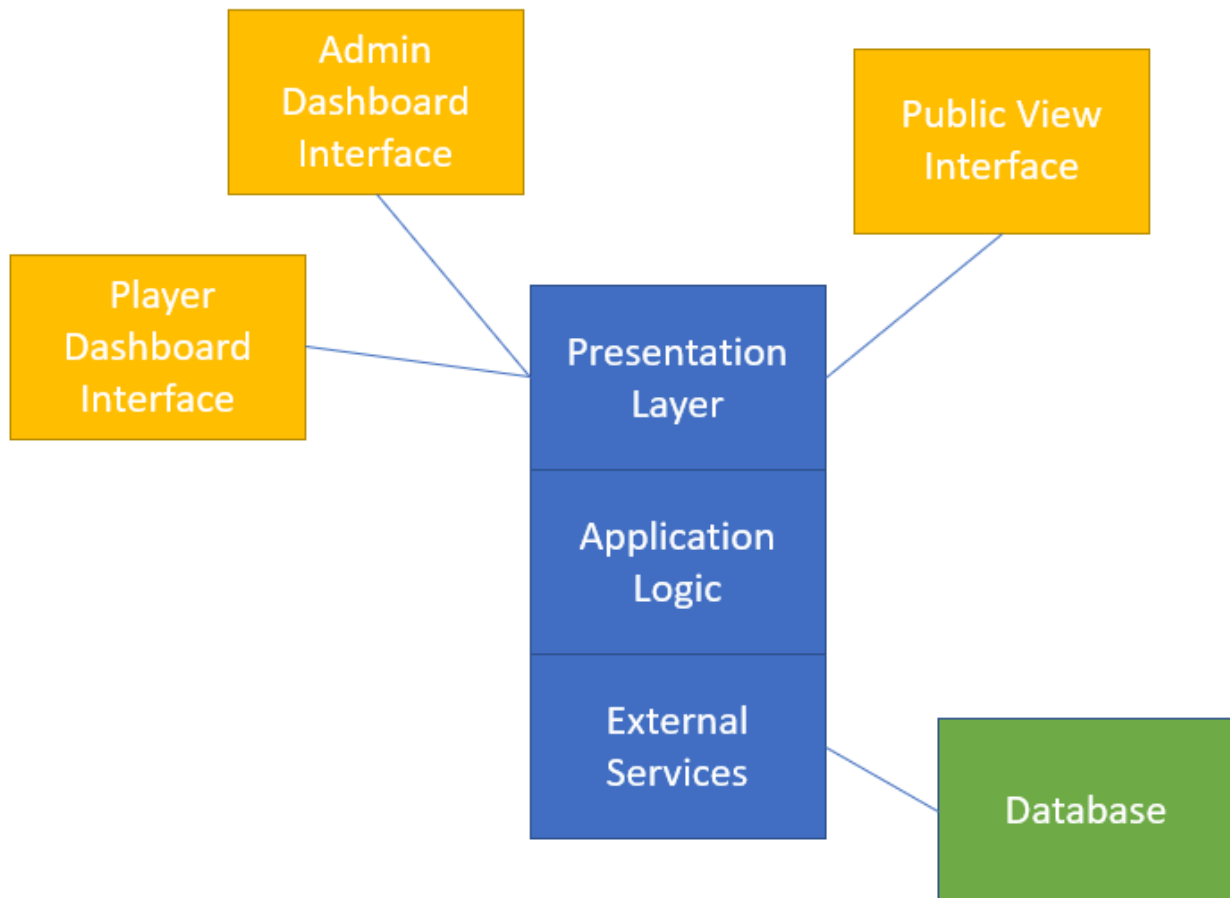 Admin
Dashboard
Interface
Public View
Interface
Player
Dashboard
Interface
Presentation
Layer
Application
Logic
External
Services
Database